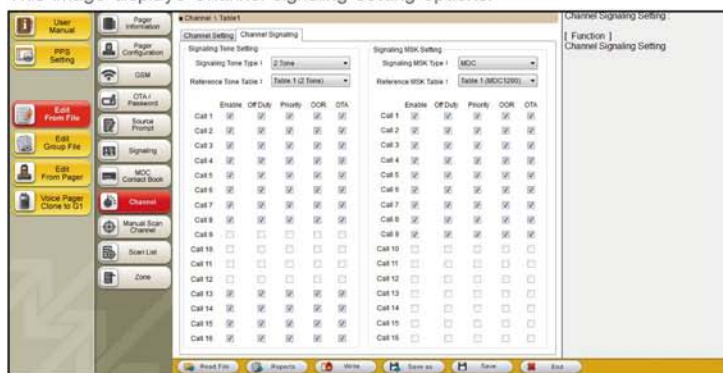 User Manual
PPS Setting
Edit From File
Edit Group File
Edit From Pager
Voice Pager Clone to G1
Pager Information
Pager Configuration
GSM
OTA / Password
Source Prompt
Signaling
MDC Contact Book
Channel
Manual Scan Channel
Scan List
Zone
Channel \ Table1
Channel Setting Channel Signaling
Signaling Tone Setting
Signaling Tone Type : 2 Tone
Reference Tone Table : Table 1 (2 Tone)
Enable Off Duty Priority OOR OTA
Call 1
Call 2
Call 3
Call 4
Call 5
Call 6
Call 7
Call 8
Call 9
Call 10
Call 11
Call 12
Call 13
Call 14
Call 15
Call 16
Signaling MSK Setting
Signaling MSK Type : MDC
Reference MSK Table : Table 1 (MDC1200)
Enable Off Duty Priority OOR OTA
Call 1
Call 2
Call 3
Call 4
Call 5
Call 6
Call 7
Call 8
Call 9
Call 10
Call 11
Call 12
Call 13
Call 14
Call 15
Call 16
Channel Signaling Setting :
[ Function ]
Channel Signaling Setting
Read File Reports Write Save as Save End